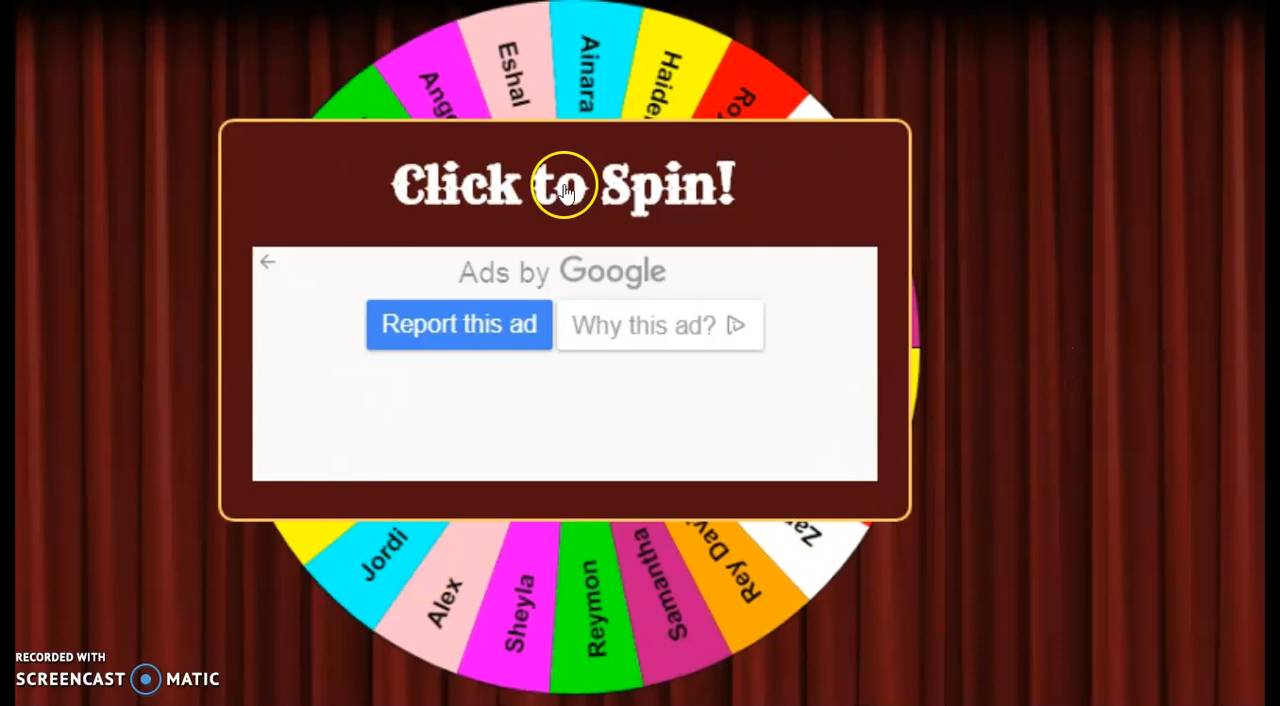 Eshal
Ainara
Click to Spin!
Ads by Google
Report this ad
Why this ad?
Jordi
Alex
Sheyla
Reymon
Samantha
Rey Davi
RECORDED WITH
SCREENCAST MATIC